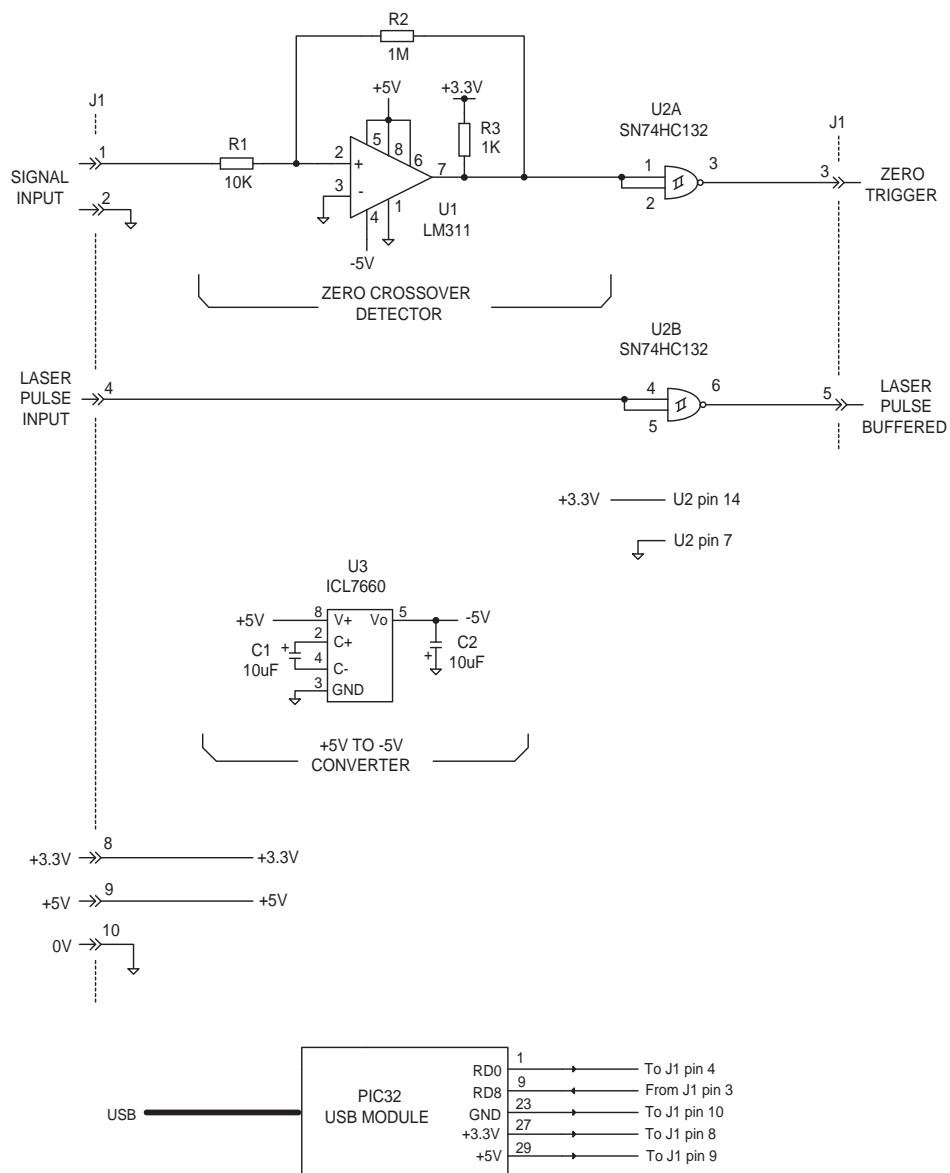 R2
1M
J1
+5V
+3.3V
R3
1K
U2A
SN74HC132
J1
1
R1
10K
2
+
3
-
5
8
6
7
4
1
U1
LM311
-5V
1
2
3
3
SIGNAL
INPUT
2
ZERO
TRIGGER
ZERO CROSSOVER
DETECTOR
U2B
SN74HC132
LASER
PULSE
INPUT
4
4
5
6
5
LASER
PULSE
BUFFERED
+3.3V
U2 pin 14
U2 pin 7
U3
ICL7660
+5V
8
V+
Vo
5
-5V
2
C+
C1
10uF
+
4
C-
3
GND
C2
10uF
+
+5V TO -5V
CONVERTER
+3.3V
8
+3.3V
+5V
9
+5V
0V
10
USB
PIC32
USB MODULE
RD0
1
To J1 pin 4
RD8
9
From J1 pin 3
GND
23
To J1 pin 10
+3.3V
27
To J1 pin 8
+5V
29
To J1 pin 9